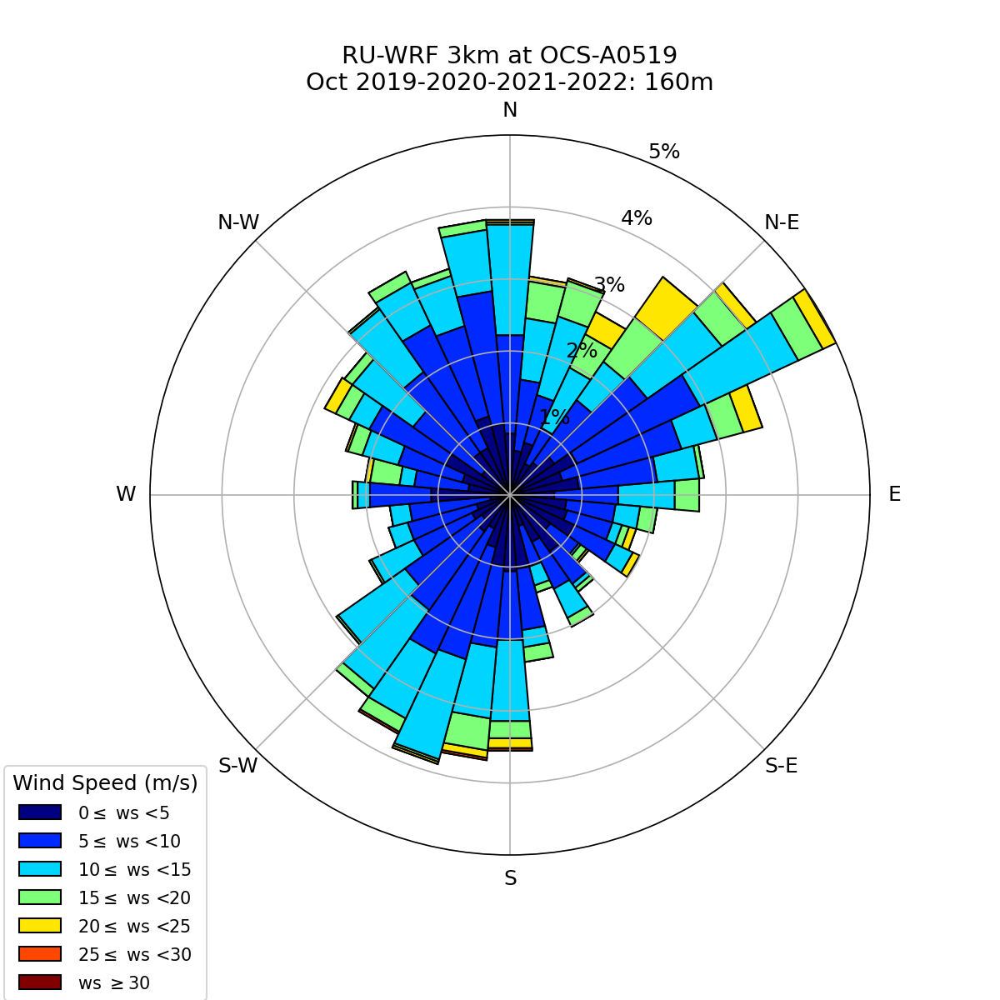 RU-WRF 3km at OCS-A0519
Oct 2019-2020-2021-2022: 160m
N
5%
4%
N-W
N-E
3%
2%
1%
W
E
S-W
S-E
S
Wind Speed (m/s)
0≤ ws <5
5≤ ws <10
10≤ ws <15
15≤ ws <20
20≤ ws <25
25≤ ws <30
ws ≥30